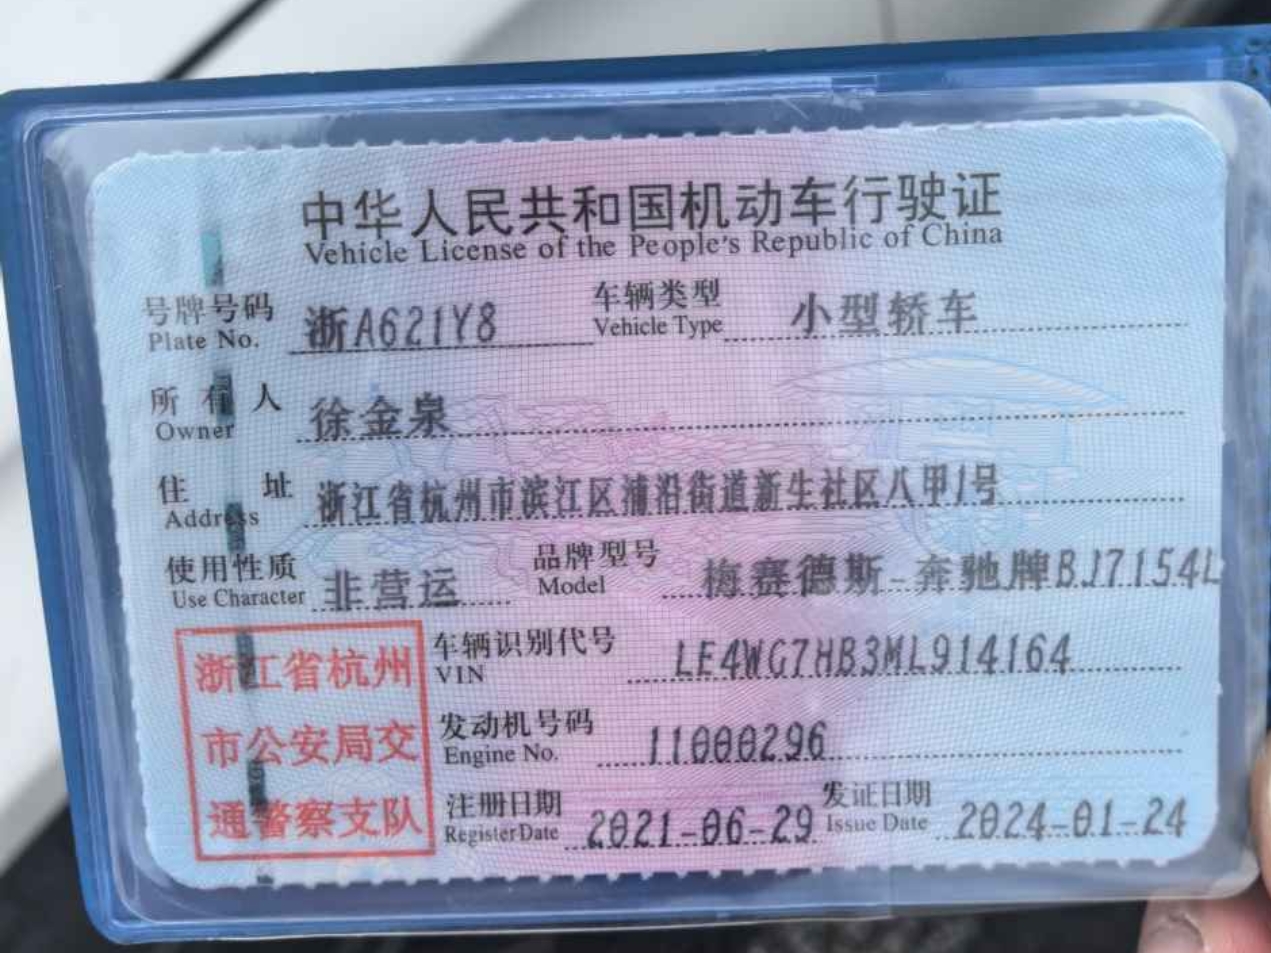 中华人民共和国机动车行驶证
Vehicle License of the People's Republic of China
号牌号码 浙A621Y8 车辆类型 小型轿车
Plate No. Vehicle Type
所有人 徐金泉
Owner
住址 浙江省杭州市滨江区浦沿街道新生社区八甲1号
Address
使用性质 非营运 品牌型号 梅赛德斯-奔驰牌BJ7154L
Use Character Model
浙江省杭州
市公安局交
通警察支队
车辆识别代号 LE4WG7HB3ML914164
VIN
发动机号码 11000296
Engine No.
注册日期 2021-06-29 发证日期 2024-01-24
Register Date Issue Date